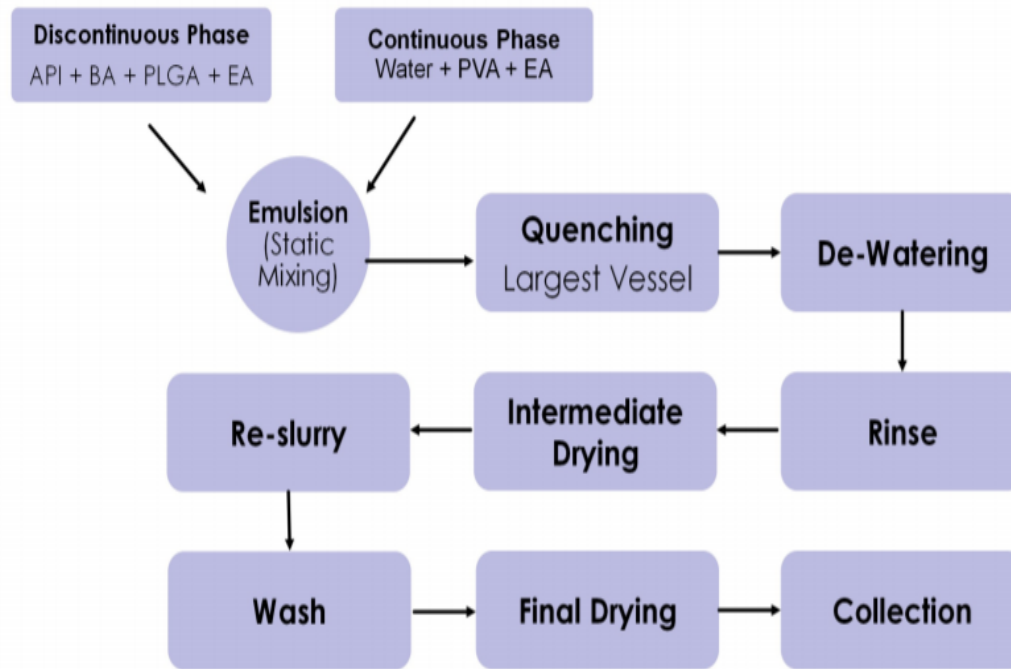 Discontinuous Phase
API + BA + PLGA + EA
Continuous Phase
Water + PVA + EA
Emulsion
(Static
Mixing)
Quenching
Largest Vessel
De-Watering
Rinse
Intermediate
Drying
Re-slurry
Wash
Final Drying
Collection